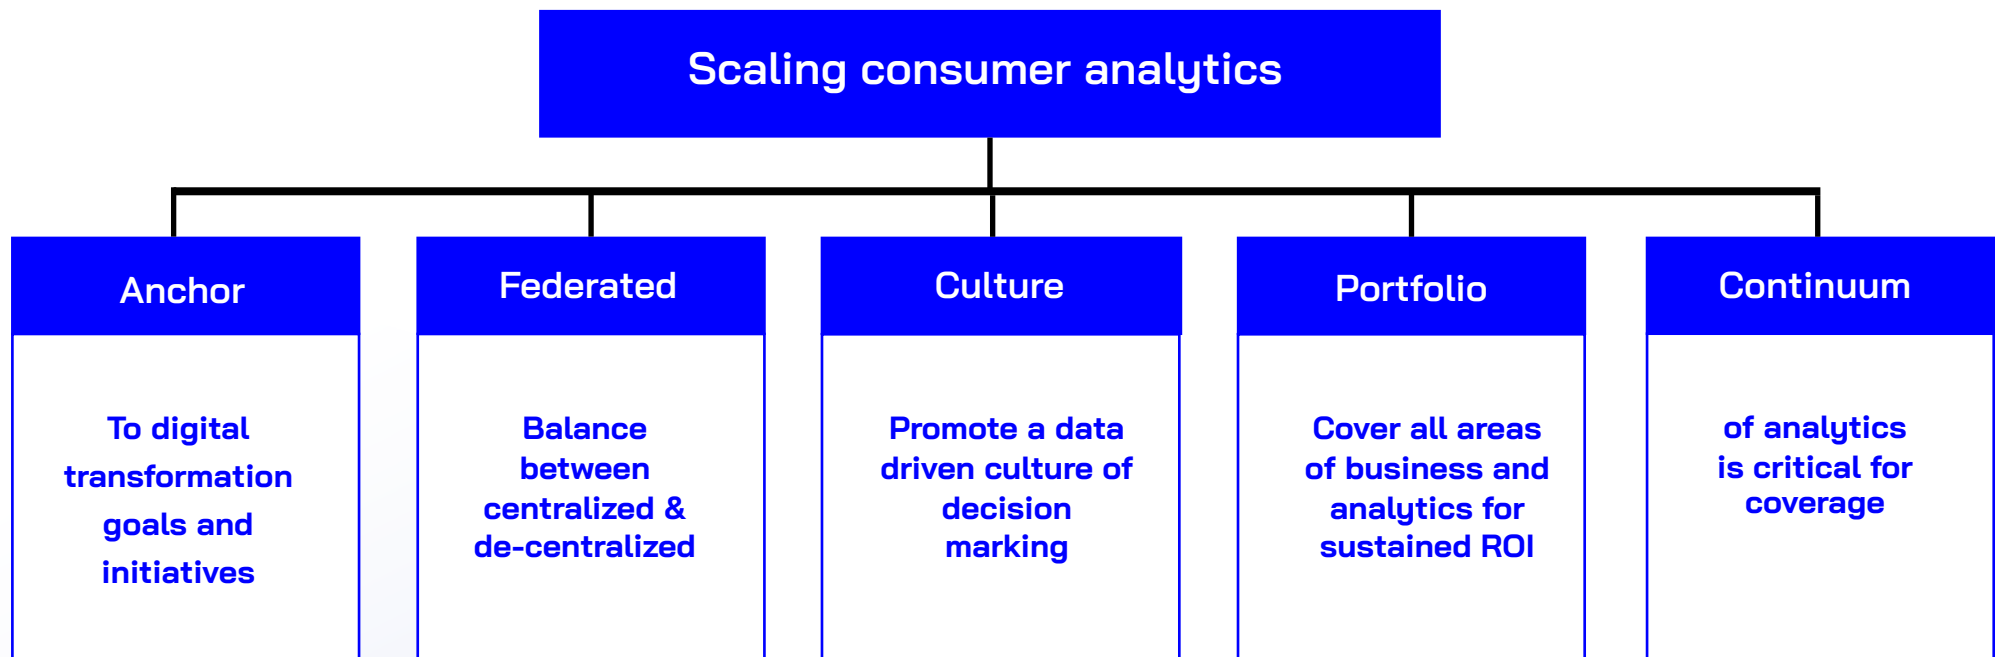 Scaling consumer analytics
Anchor
To digital
transformation
goals and
initiatives
Federated
Balance
between
centralized &
de-centralized
Culture
Promote a data
driven culture of
decision
marking
Portfolio
Cover all areas
of business and
analytics for
sustained ROI
Continuum
of analytics
is critical for
coverage